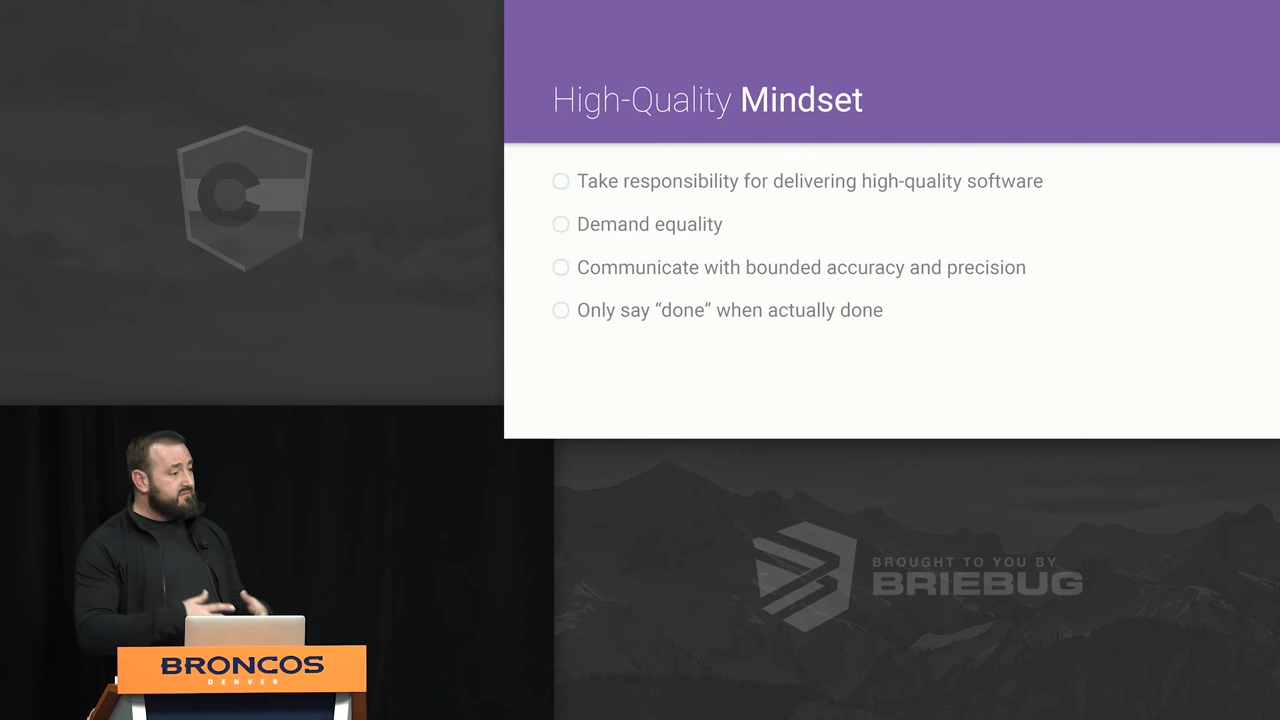 High-Quality Mindset
Take responsibility for delivering high-quality software
Demand equality
Communicate with bounded accuracy and precision
Only say “done” when actually done
C
BROUGHT TO YOU BY
BRIEBUG
BRONCOS
DENVER